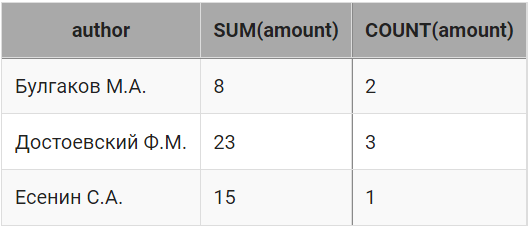 author SUM(amount) COUNT(amount)
Булгаков М.А. 8 2
Достоевский Ф.М. 23 3
Есенин С.А. 15 1